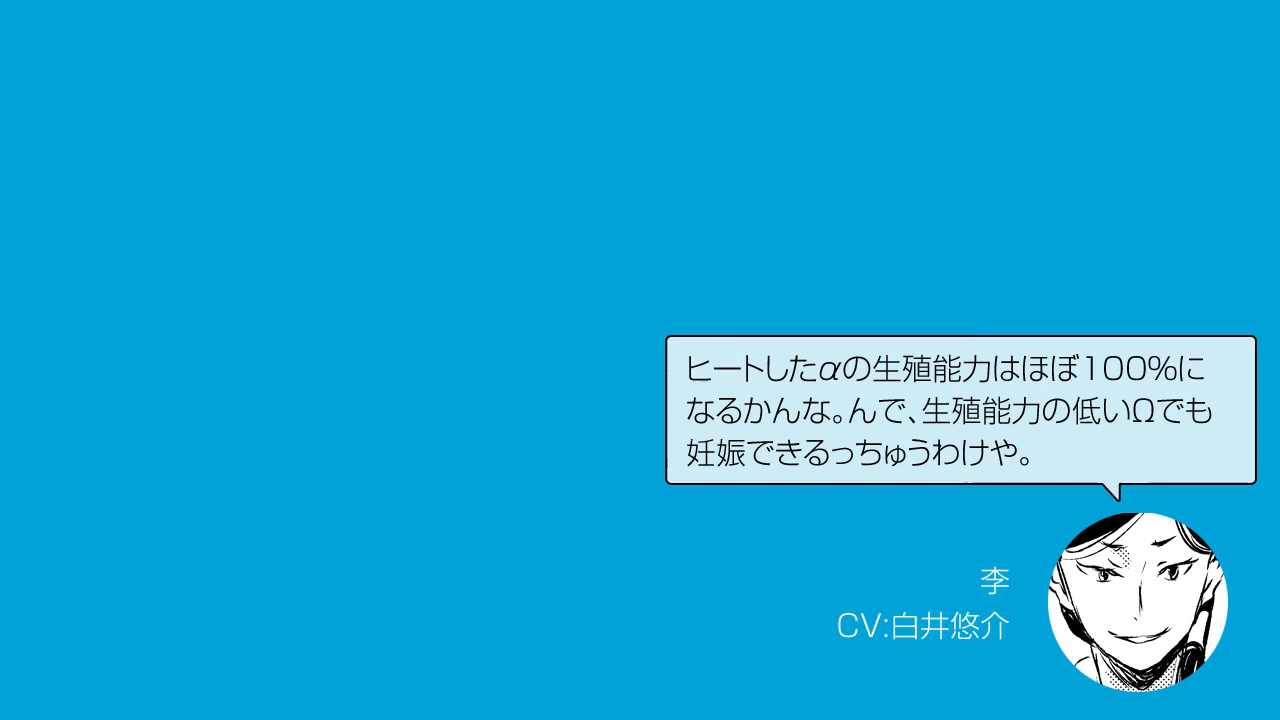 ヒートしたαの生殖能力はほぼ100%に
なるかんな。んで、生殖能力の低いΩでも
妊娠できるっちゅうわけや。
李
CV:白井悠介